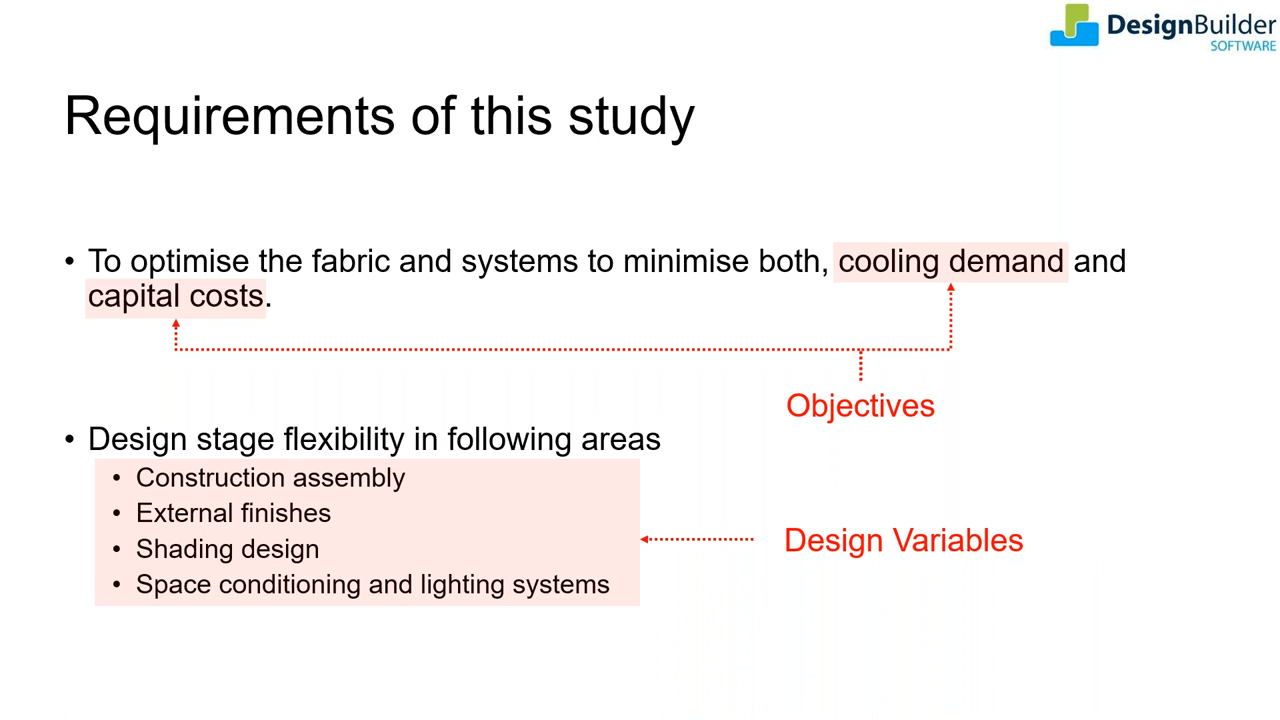 DesignBuilder
SOFTWARE
Requirements of this study
• To optimise the fabric and systems to minimise both, cooling demand and
capital costs.
Objectives
• Design stage flexibility in following areas
• Construction assembly
• External finishes
• Shading design
• Space conditioning and lighting systems
Design Variables